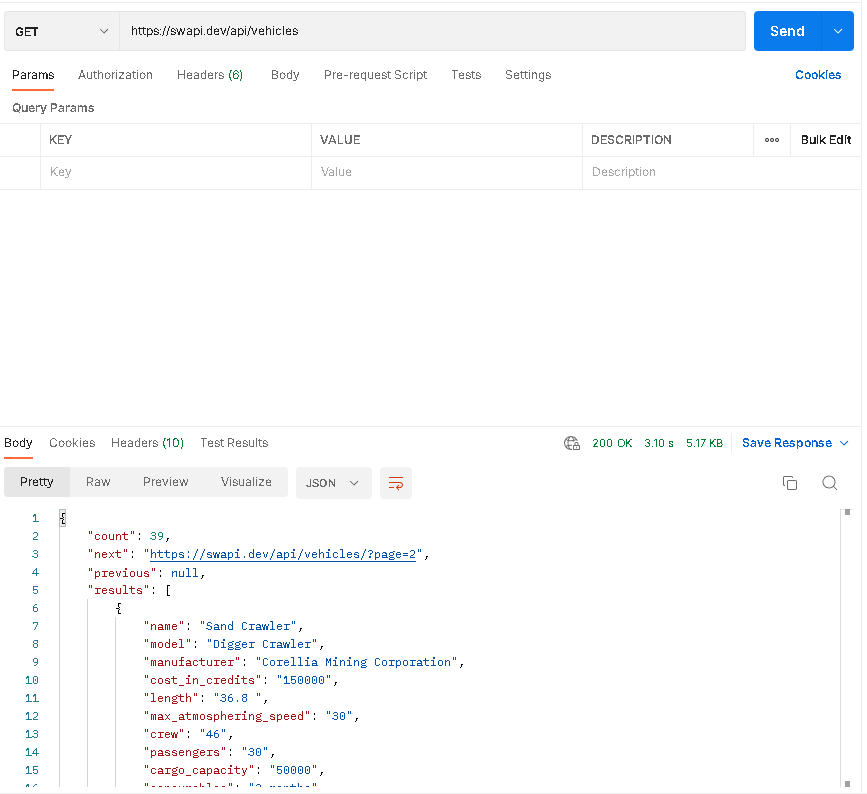 GET https://swapi.dev/api/vehicles Send
Params Authorization Headers (6) Body Pre-request Script Tests Settings Cookies
Query Params
KEY VALUE DESCRIPTION ooo Bulk Edit
Key Value Description
Body Cookies Headers (10) Test Results 200 OK 3.10 s 5.17 KB Save Response
Pretty Raw Preview Visualize JSON
1 {
2 "count": 39,
3 "next": "https://swapi.dev/api/vehicles/?page=2",
4 "previous": null,
5 "results": [
6 {
7 "name": "Sand Crawler",
8 "model": "Digger Crawler",
9 "manufacturer": "Corellia Mining Corporation",
10 "cost_in_credits": "150000",
11 "length": "36.8 ",
12 "max_atmosphering_speed": "30",
13 "crew": "46",
14 "passengers": "30",
15 "cargo_capacity": "50000",